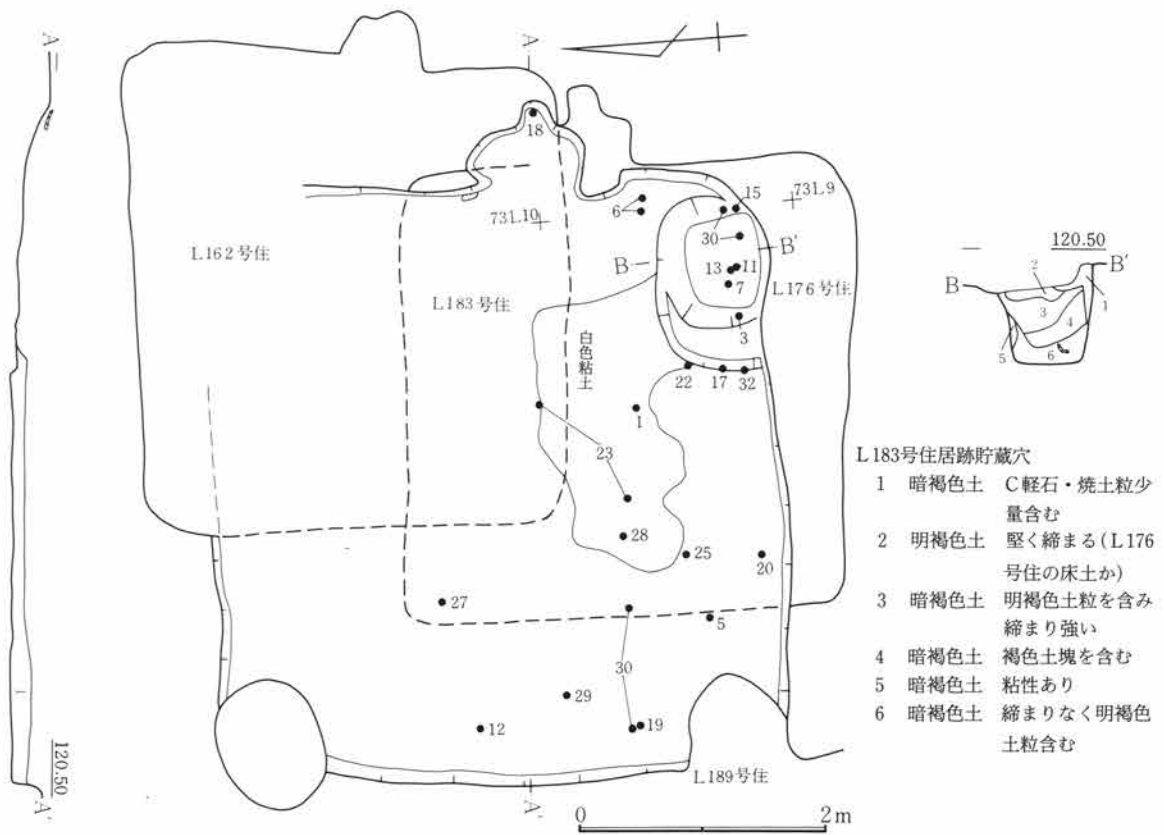 A
A
18
6
15
73L9
73L10
30
L162号住
B
B'
13
11
7
L183号住
L176号住
3
白色粘土
22
17
32
1
23
28
25
20
27
5
30
29
12
19
L189号住
120.50
A'
A'
0
2m
120.50
B
B'
2
3
1
4
5
6
L183号住居跡貯蔵穴
1 暗褐色土 C軽石・焼土粒少
量含む
2 明褐色土 堅く締まる(L176
号住の床土か)
3 暗褐色土 明褐色土粒を含み
締まり強い
4 暗褐色土 褐色土塊を含む
5 暗褐色土 粘性あり
6 暗褐色土 締まりなく明褐色
土粒含む